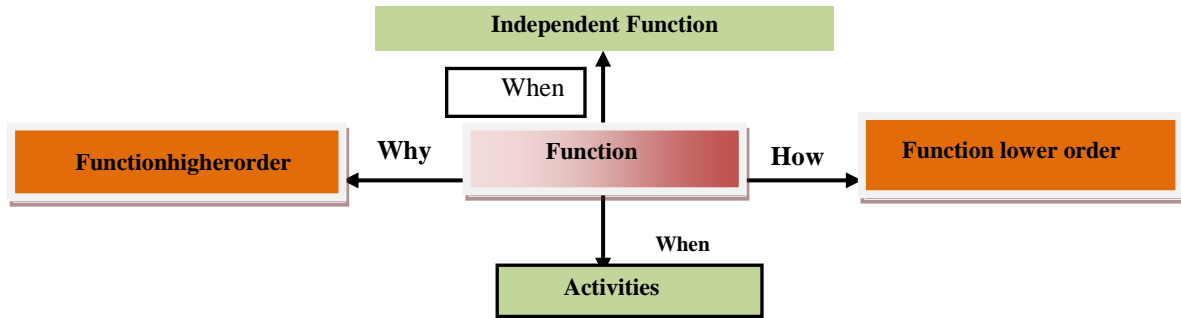 Independent Function
When
Functionhigherorder
Why
Function
How
Function lower order
When
Activities